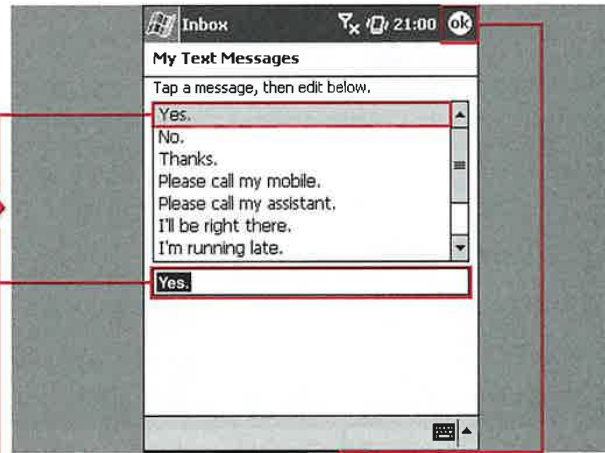 Inbox 21:00 ok
My Text Messages
Tap a message, then edit below.
Yes.
No.
Thanks.
Please call my mobile.
Please call my assistant.
I'll be right there.
I'm running late.
Yes.